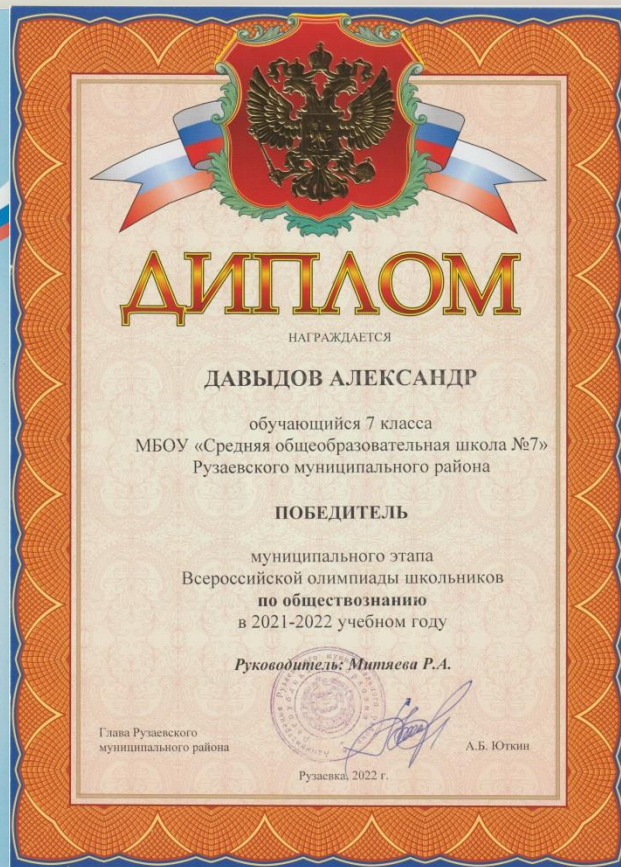 ДИПЛОМ
НАГРАЖДАЕТСЯ
ДАВЫДОВ АЛЕКСАНДР
обучающийся 7 класса
МБОУ «Средняя общеобразовательная школа №7»
Рузаевского муниципального района
ПОБЕДИТЕЛЬ
муниципального этапа
Всероссийской олимпиады школьников
по обществознанию
в 2021-2022 учебном году
Руководитель: Митяева Р.А.
Глава Рузаевского
муниципального района
А.Б. Юткин
Рузаевка, 2022 г.